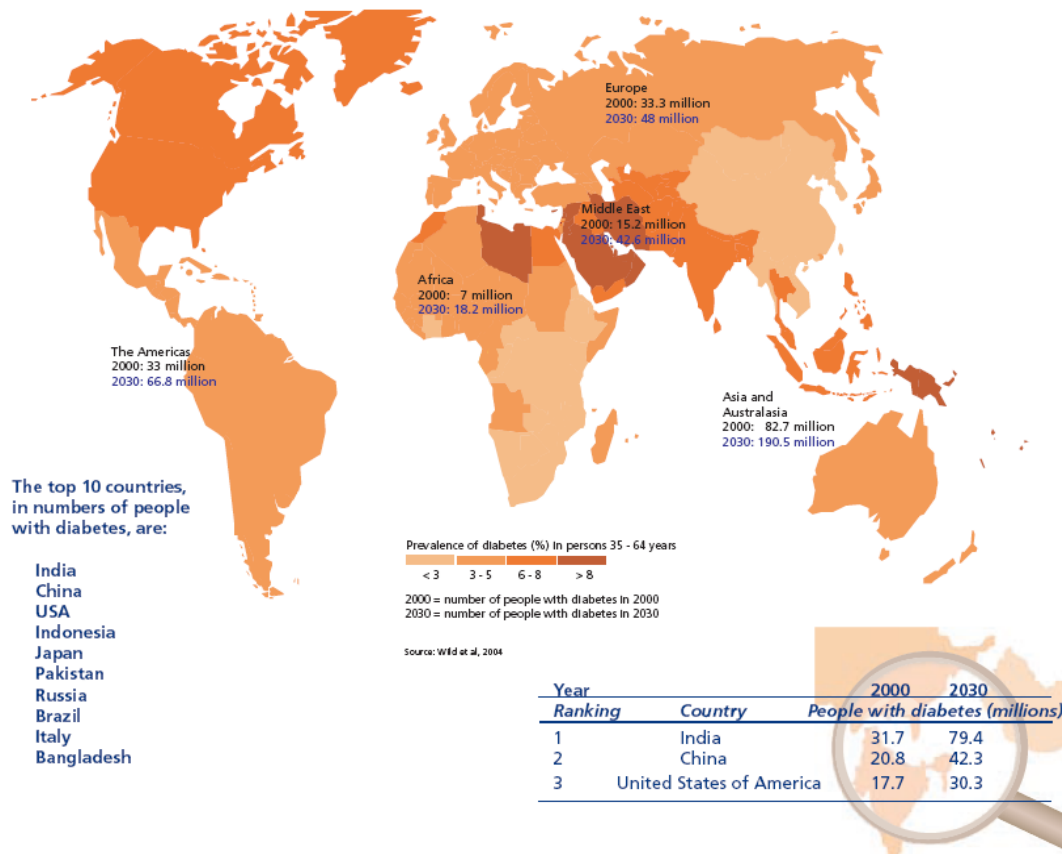 Europe
2000: 33.3 million
2030: 48 million
Middle East
2000: 15.2 million
2030: 42.6 million
Africa
2000: 7 million
2030: 18.2 million
The Americas
2000: 33 million
2030: 66.8 million
Asia and
Australasia
2000: 82.7 million
2030: 190.5 million
The top 10 countries,
in numbers of people
with diabetes, are:
India
China
USA
Indonesia
Japan
Pakistan
Russia
Brazil
Italy
Bangladesh
Prevalence of diabetes (%) in persons 35 - 64 years
< 3 3 - 5 6 - 8 > 8
2000 = number of people with diabetes in 2000
2030 = number of people with diabetes in 2030
Source: Wild et al, 2004
Year 2000 2030
Ranking Country People with diabetes (millions)
1 India 31.7 79.4
2 China 20.8 42.3
3 United States of America 17.7 30.3